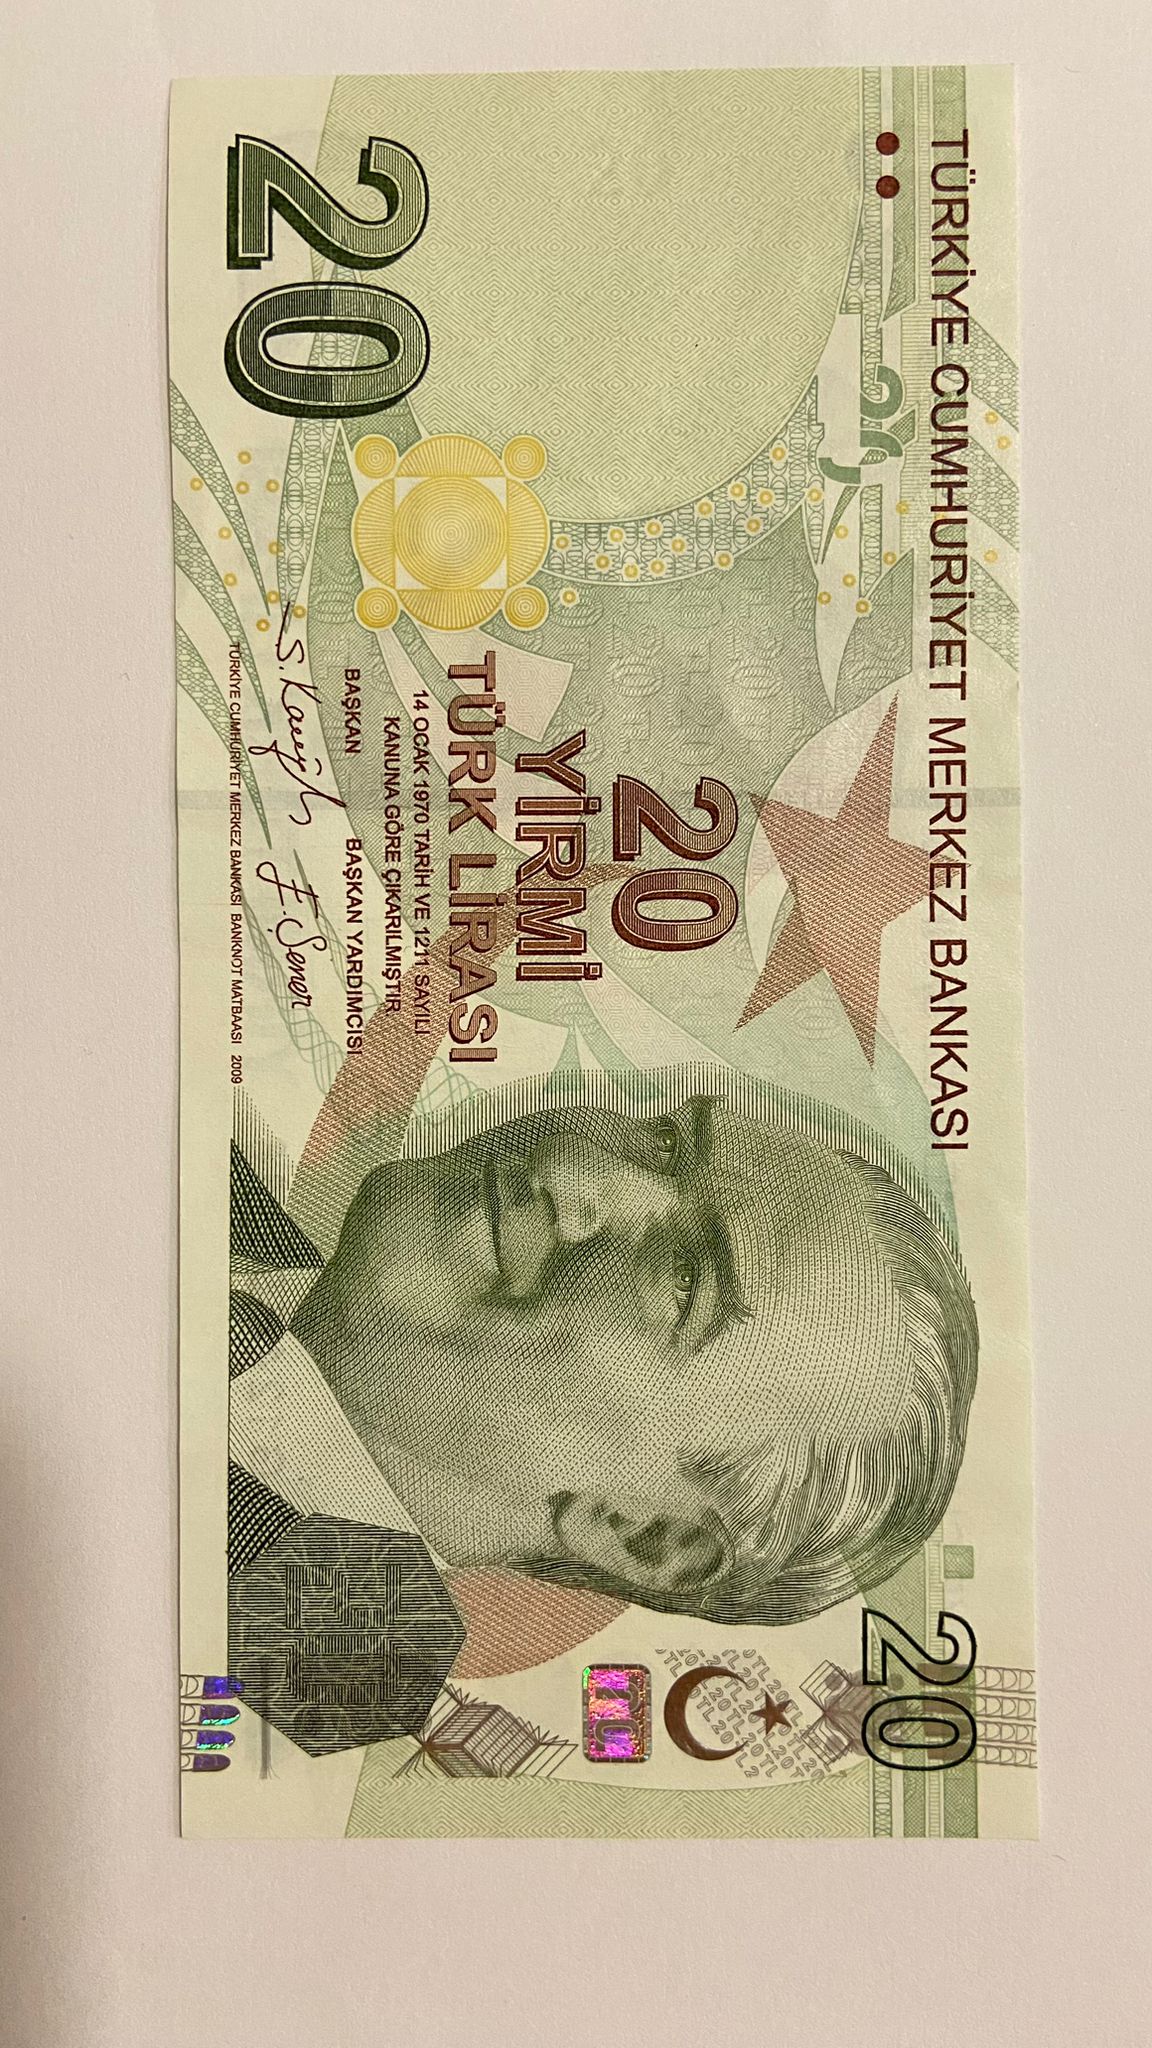 TÜRKİYE CUMHURİYET MERKEZ BANKASI
20
20
YİRMİ
TÜRK LİRASI
14 OCAK 1970 TARİH VE 1211 SAYILI
KANUNA GÖRE ÇIKARILMIŞTIR
BAŞKAN BAŞKAN YARDIMCISI
E.Şener
TÜRKİYE CUMHURİYET MERKEZ BANKASI BANKNOT MATBAASI 2009
20